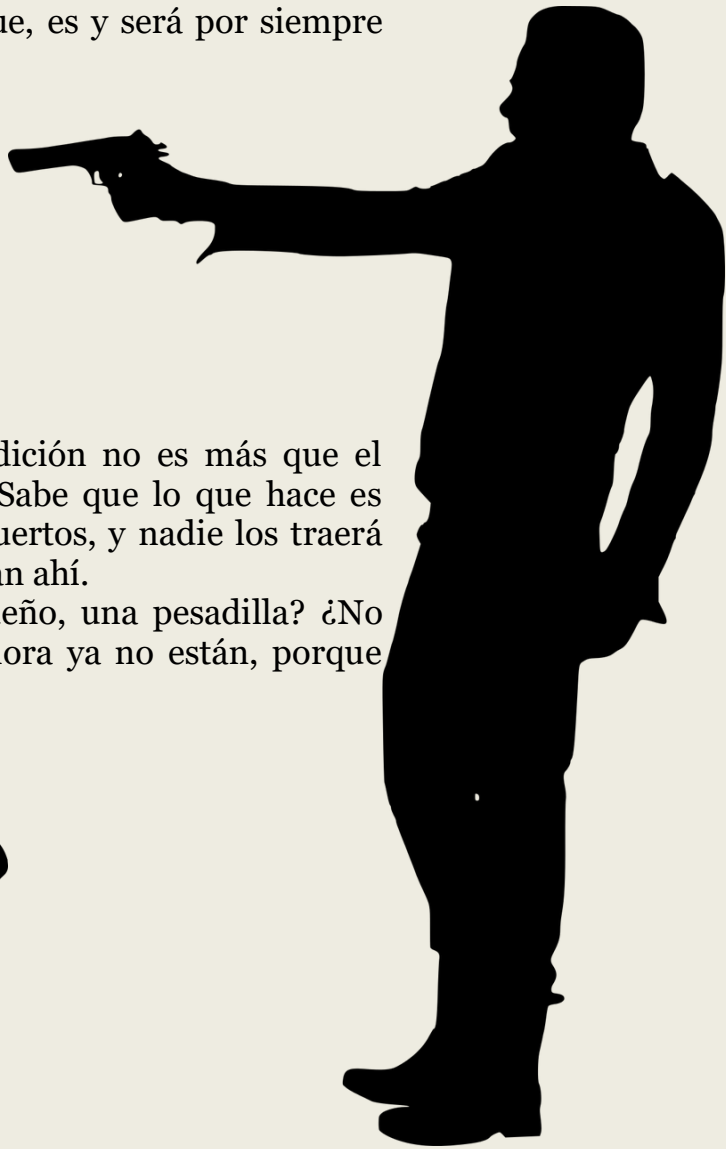 ue, es y será por siempre
dición no es más que el
Sabe que lo que hace es
uertos, y nadie los traerá
an ahí.
eño, una pesadilla? ¿No
ora ya no están, porque